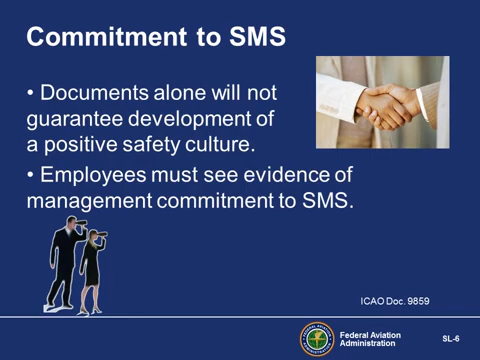 Commitment to SMS
• Documents alone will not
guarantee development of
a positive safety culture.
• Employees must see evidence of
management commitment to SMS.
ICAO Doc. 9859
Federal Aviation
Administration
SL-6